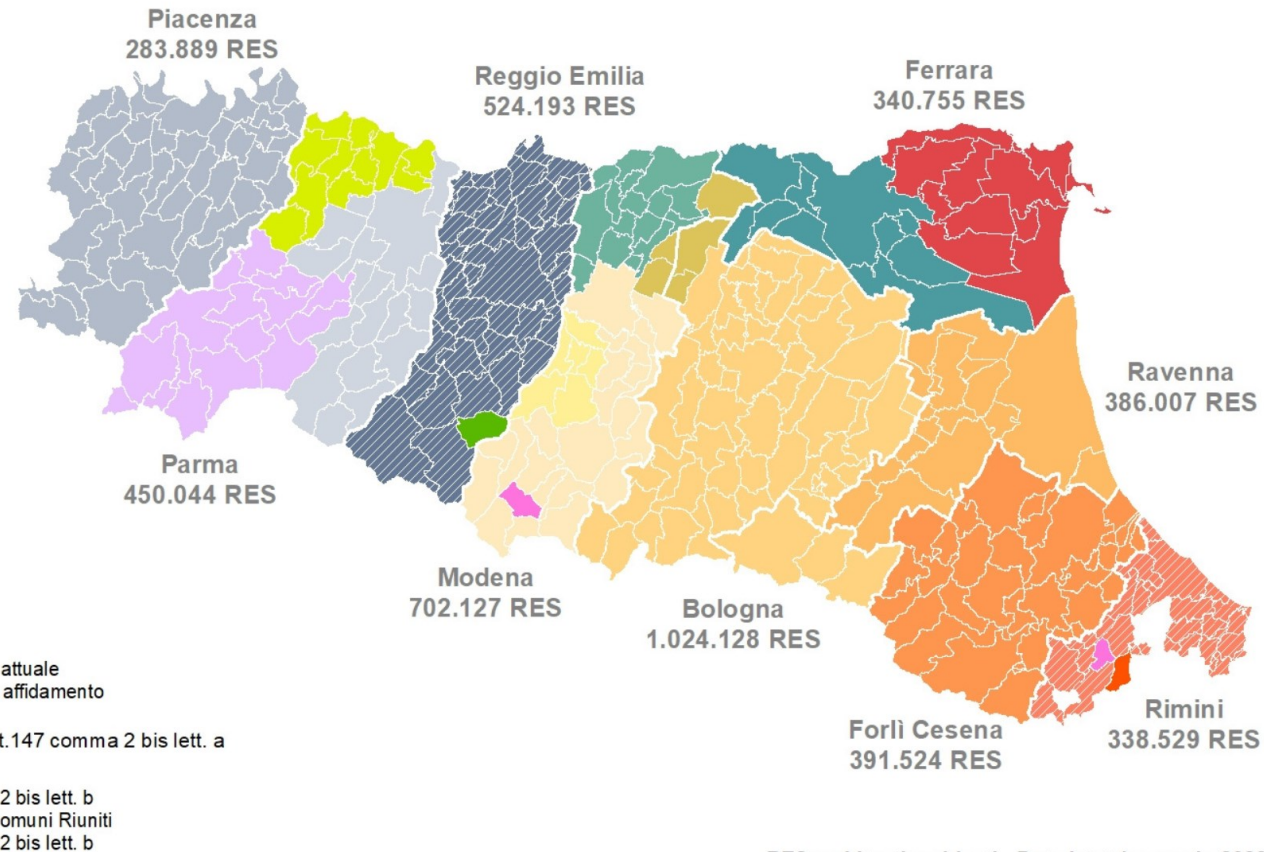 Piacenza
283.889 RES
Reggio Emilia
524.193 RES
Ferrara
340.755 RES
Ravenna
386.007 RES
Parma
450.044 RES
Modena
702.127 RES
Bologna
1.024.128 RES
Forlì Cesena
391.524 RES
Rimini
338.529 RES
attuale
affidamento
t.147 comma 2 bis lett. a
2 bis lett. b
omuni Riuniti
2 bis lett. b